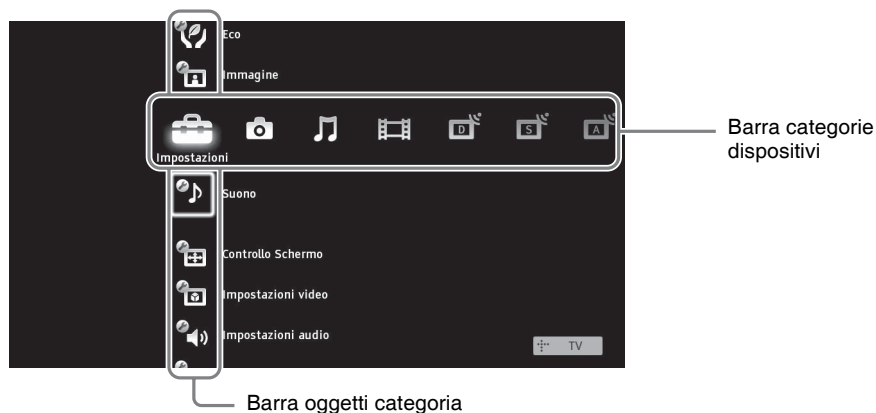 Eco
Immagine
Impostazioni
D
S
A
Barra categorie
dispositivi
Suono
Controllo Schermo
Impostazioni video
Impostazioni audio
TV
Barra oggetti categoria